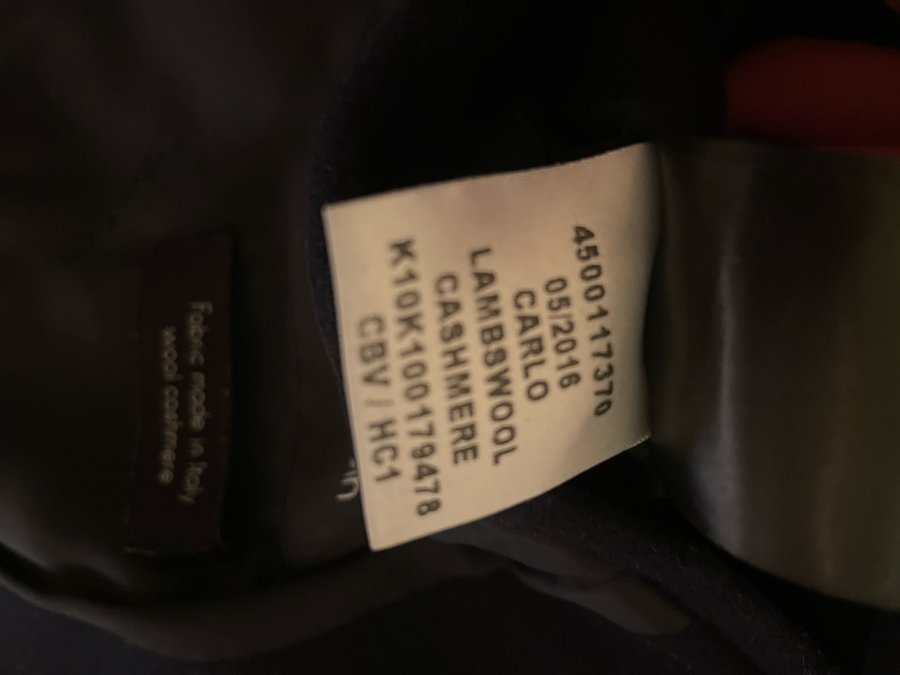 4500117370
05/2016
CARLO
LAMBSWOOL
CASHMERE
K10K100179478
CBV / HC1
fabric made in Italy
wool cashmere